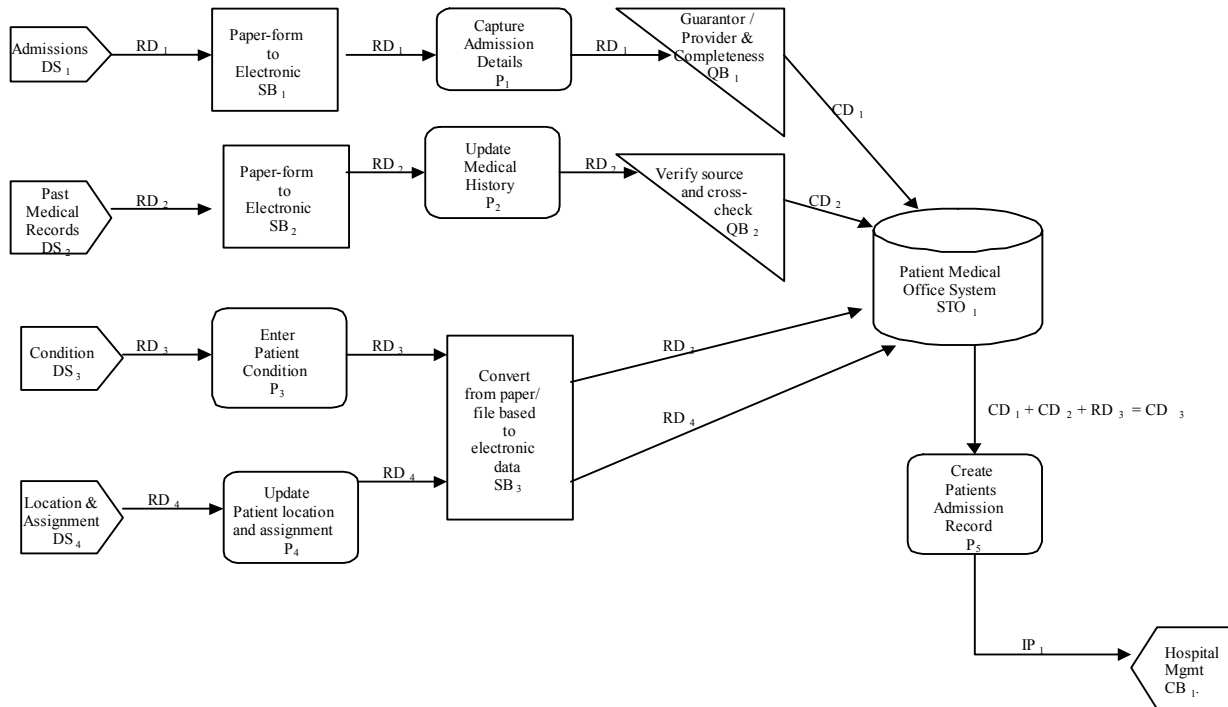 Admissions
DS 1
RD 1
Paper-form
to
Electronic
SB 1
RD 1
Capture
Admission
Details
P 1
RD 1
Guarantor /
Provider &
Completeness
QB 1
CD 1
Past
Medical
Records
DS 2
RD 2
Paper-form
to
Electronic
SB 2
RD 2
Update
Medical
History
P 2
RD 2
Verify source
and cross-
check
QB 2
CD 2
Patient Medical
Office System
STO 1
Condition
DS 3
RD 3
Enter
Patient
Condition
P 3
RD 3
Convert
from paper/
file based
to
electronic
data
SB 3
RD 3
RD 4
Location &
Assignment
DS 4
RD 4
Update
Patient location
and assignment
P 4
RD 4
CD 1 + CD 2 + RD 3 = CD 3
Create
Patients
Admission
Record
P 5
IP 1
Hospital
Mgmt
CB 1.